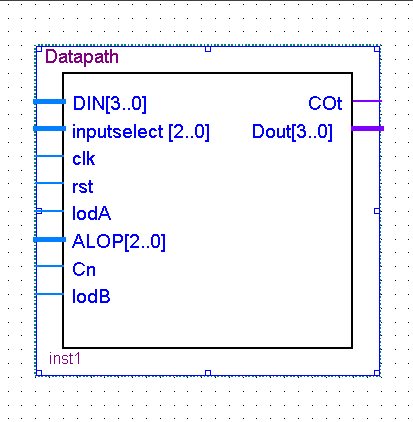 Datapath
DIN[3..0] COt
inputselect [2..0] Dout[3..0]
clk
rst
lodA
ALOP[2..0]
Cn
lodB
inst1